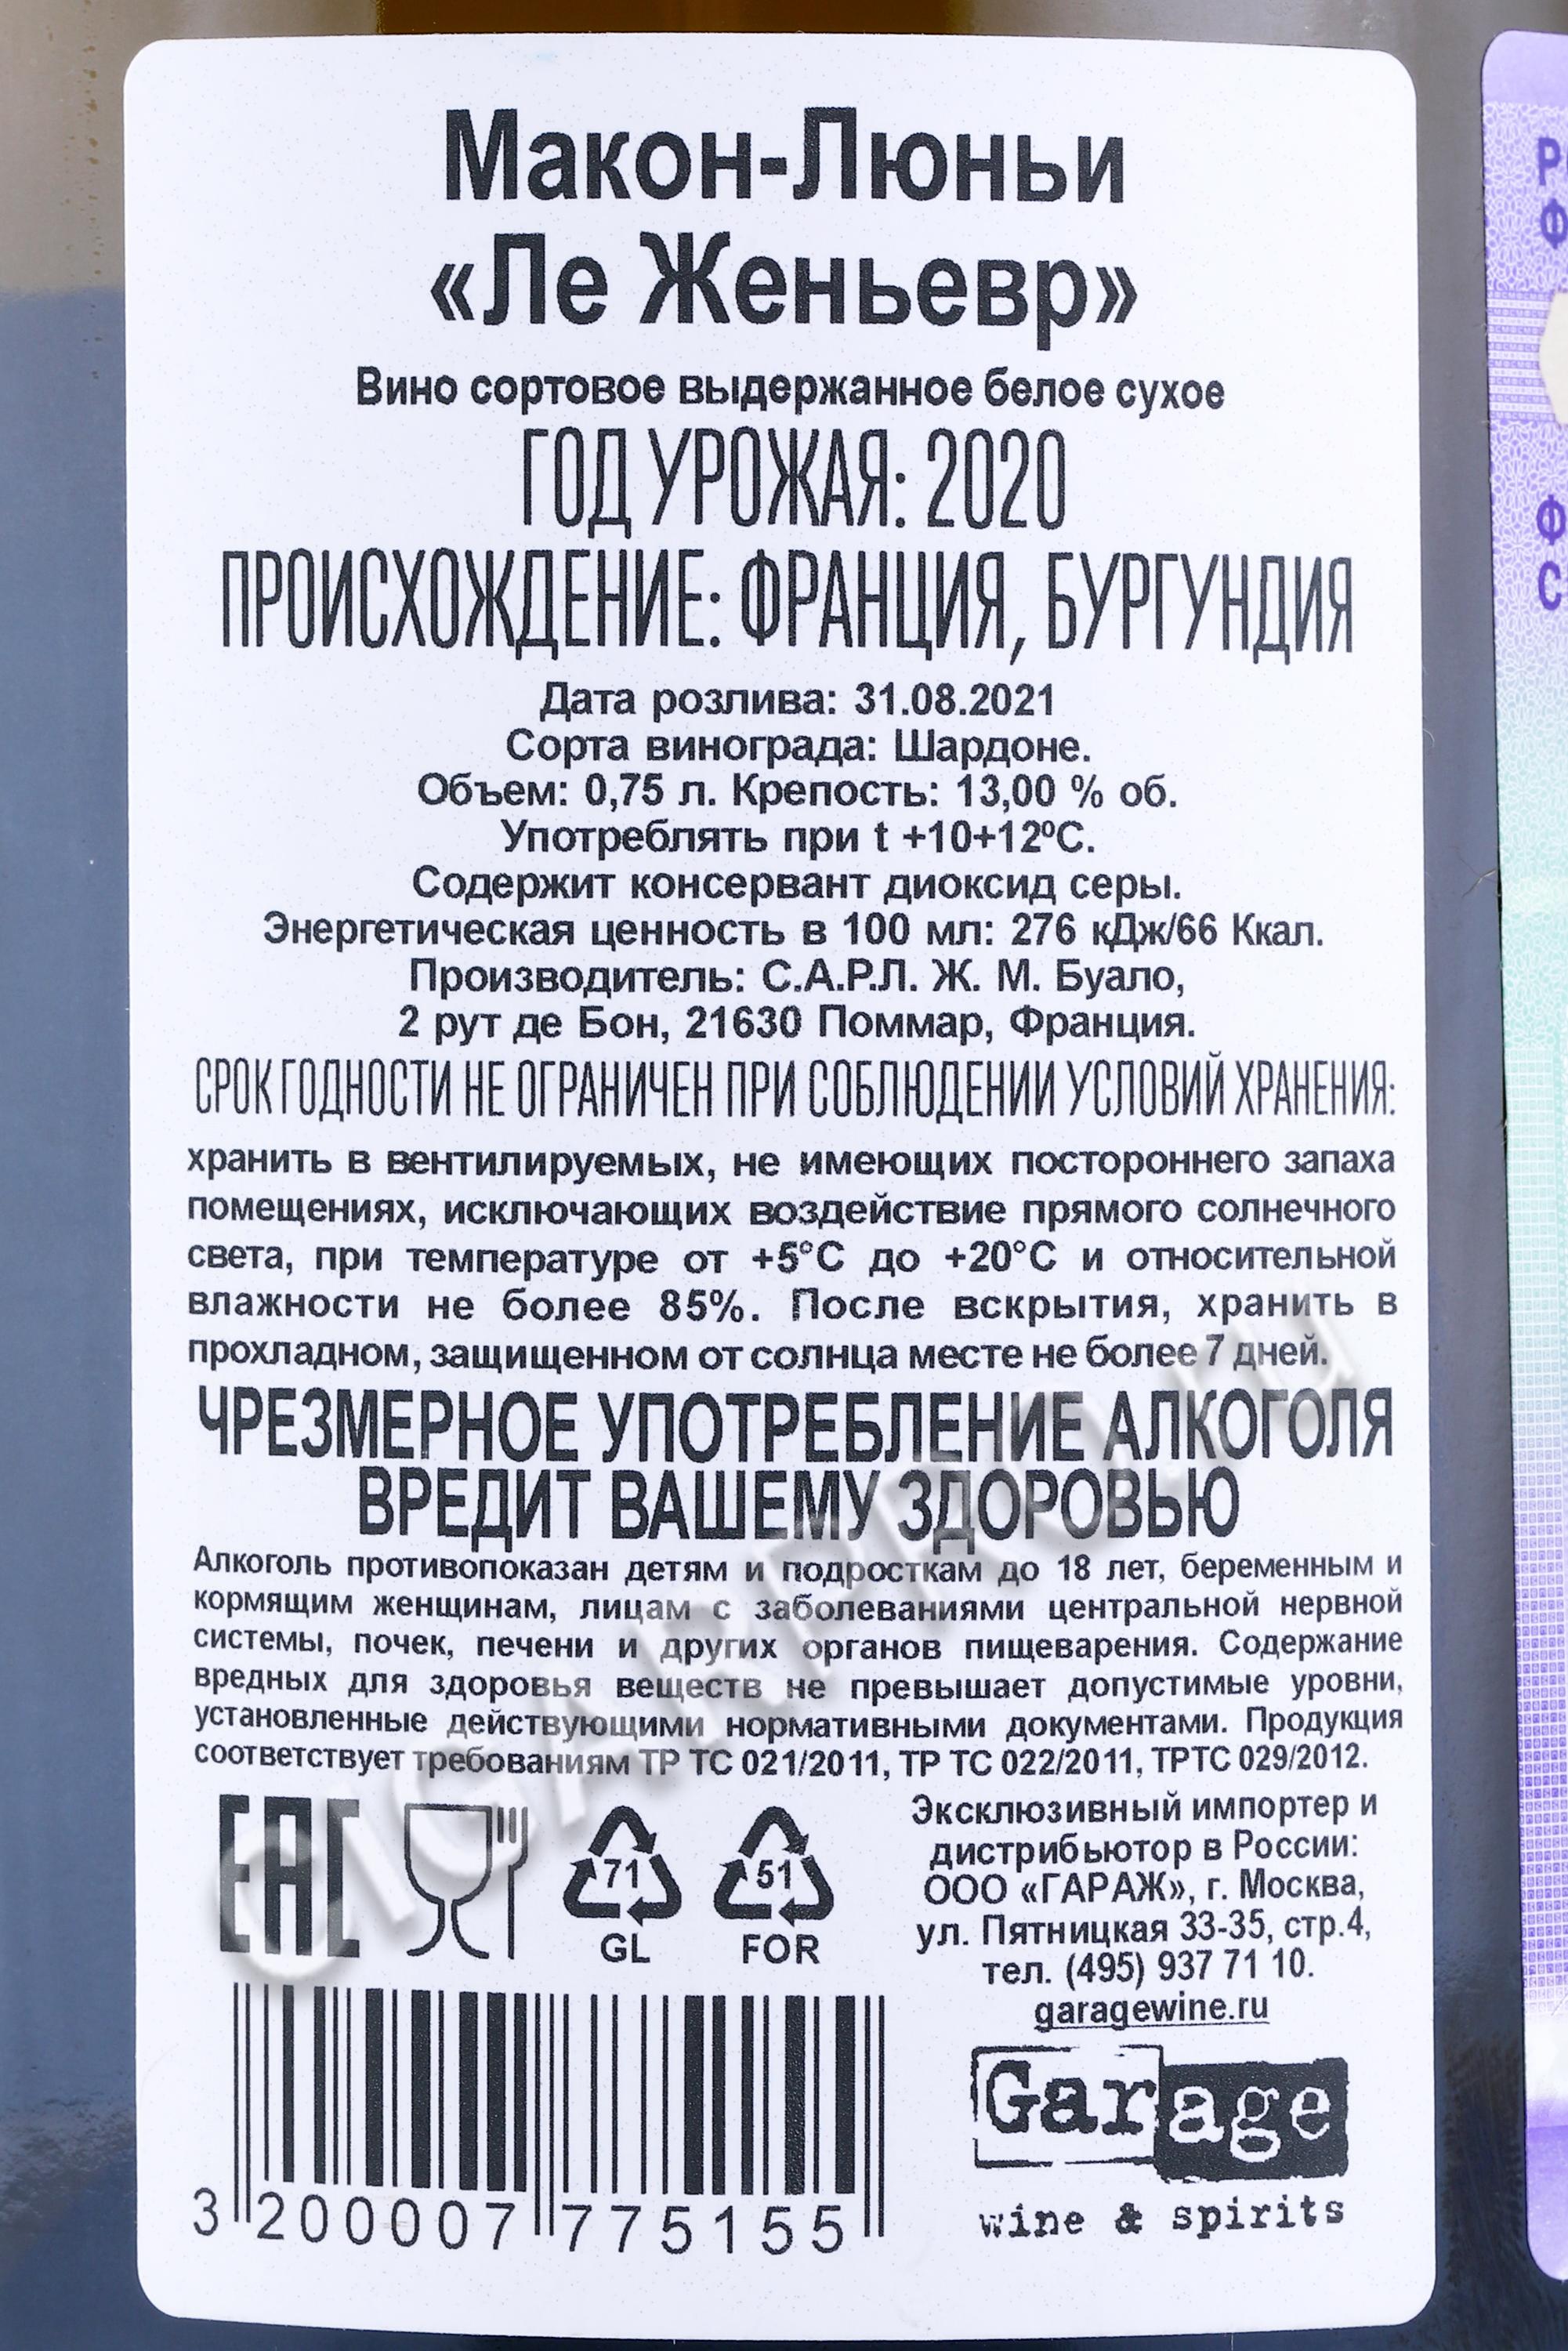 Макон-Люньи
«Ле Женьевр»
Вино сортовое выдержанное белое сухое
ГОД УРОЖАЯ: 2020
ПРОИСХОЖДЕНИЕ: ФРАНЦИЯ, БУРГУНДИЯ
Дата розлива: 31.08.2021
Сорта винограда: Шардоне.
Объем: 0,75 л. Крепость: 13,00 % об.
Употреблять при t +10+12ºC.
Содержит консервант диоксид серы.
Энергетическая ценность в 100 мл: 276 кДж/66 Ккал.
Производитель: С.А.Р.Л. Ж. М. Буало,
2 рут де Бон, 21630 Поммар, Франция.
СРОК ГОДНОСТИ НЕ ОГРАНИЧЕН ПРИ СОБЛЮДЕНИИ УСЛОВИЙ ХРАНЕНИЯ:
хранить в вентилируемых, не имеющих постороннего запаха
помещениях, исключающих воздействие прямого солнечного
света, при температуре от +5°C до +20°C и относительной
влажности не более 85%. После вскрытия, хранить в
прохладном, защищенном от солнца месте не более 7 дней.
ЧРЕЗМЕРНОЕ УПОТРЕБЛЕНИЕ АЛКОГОЛЯ
ВРЕДИТ ВАШЕМУ ЗДОРОВЬЮ
Алкоголь противопоказан детям и подросткам до 18 лет, беременным и
кормящим женщинам, лицам с заболеваниями центральной нервной
системы, почек, печени и других органов пищеварения. Содержание
вредных для здоровья веществ не превышает допустимые уровни,
установленные действующими нормативными документами. Продукция
соответствует требованиям ТР ТС 021/2011, ТР ТС 022/2011, ТРТС 029/2012.
EAC
71
GL
51
FOR
Эксклюзивный импортер и
дистрибьютор в России:
ООО «ГАРАЖ», г. Москва,
ул. Пятницкая 33-35, стр.4,
тел. (495) 937 71 10.
garagewine.ru
Garage
wine & spirits
3 200007 775155
CIGARPRO.ru